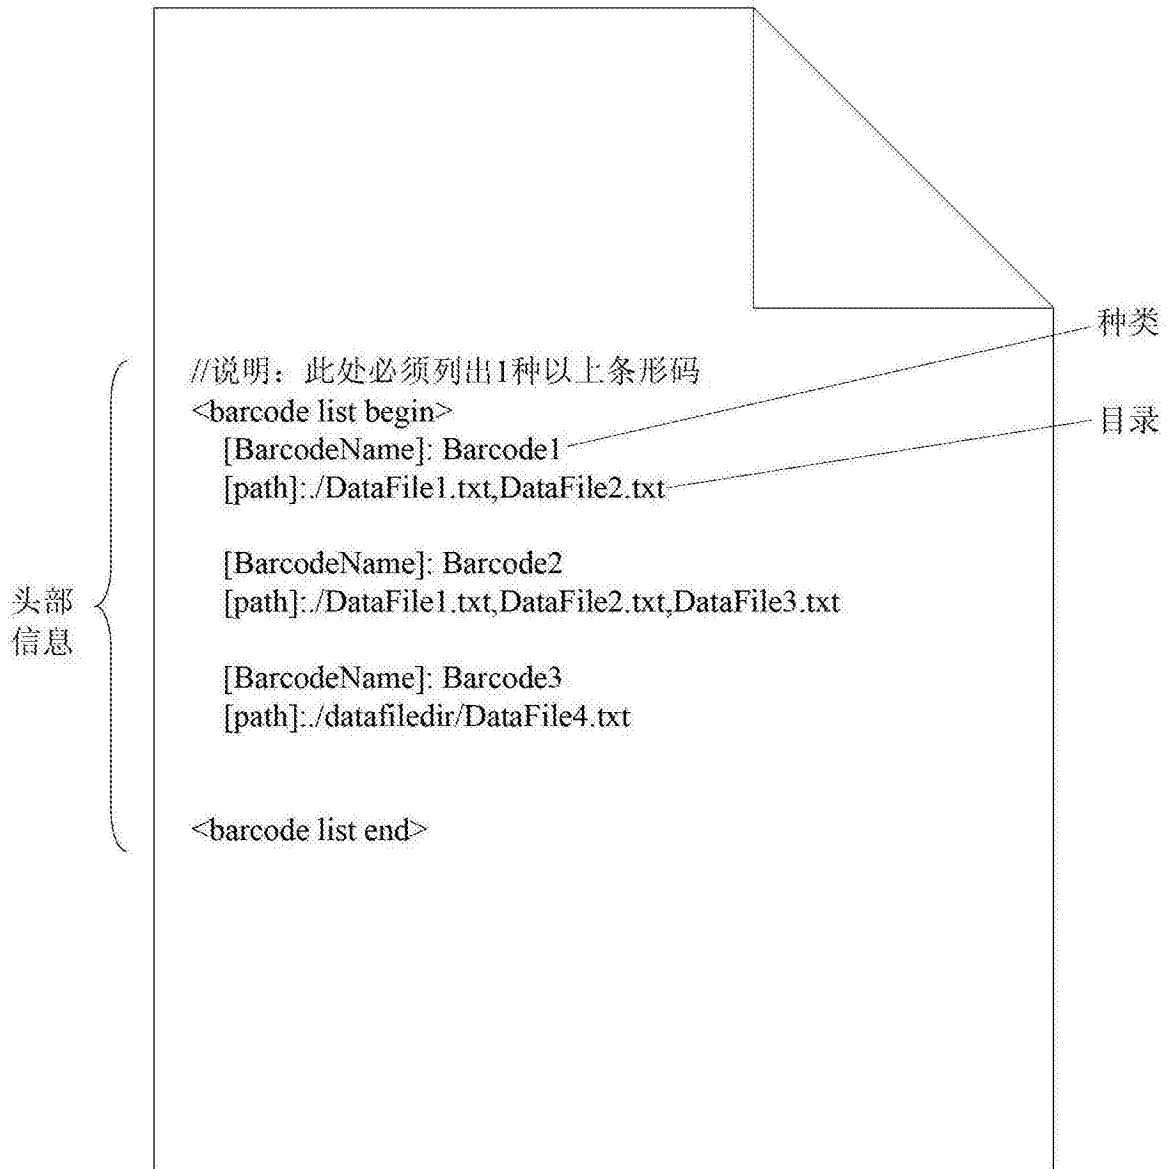 种类
//说明：此处必须列出1种以上条形码
<barcode list begin>
目录
[BarcodeName]: Barcode1
[path]:./DataFile1.txt,DataFile2.txt
[BarcodeName]: Barcode2
[path]:./DataFile1.txt,DataFile2.txt,DataFile3.txt
头部
信息
[BarcodeName]: Barcode3
[path]:./datafiledir/DataFile4.txt
<barcode list end>